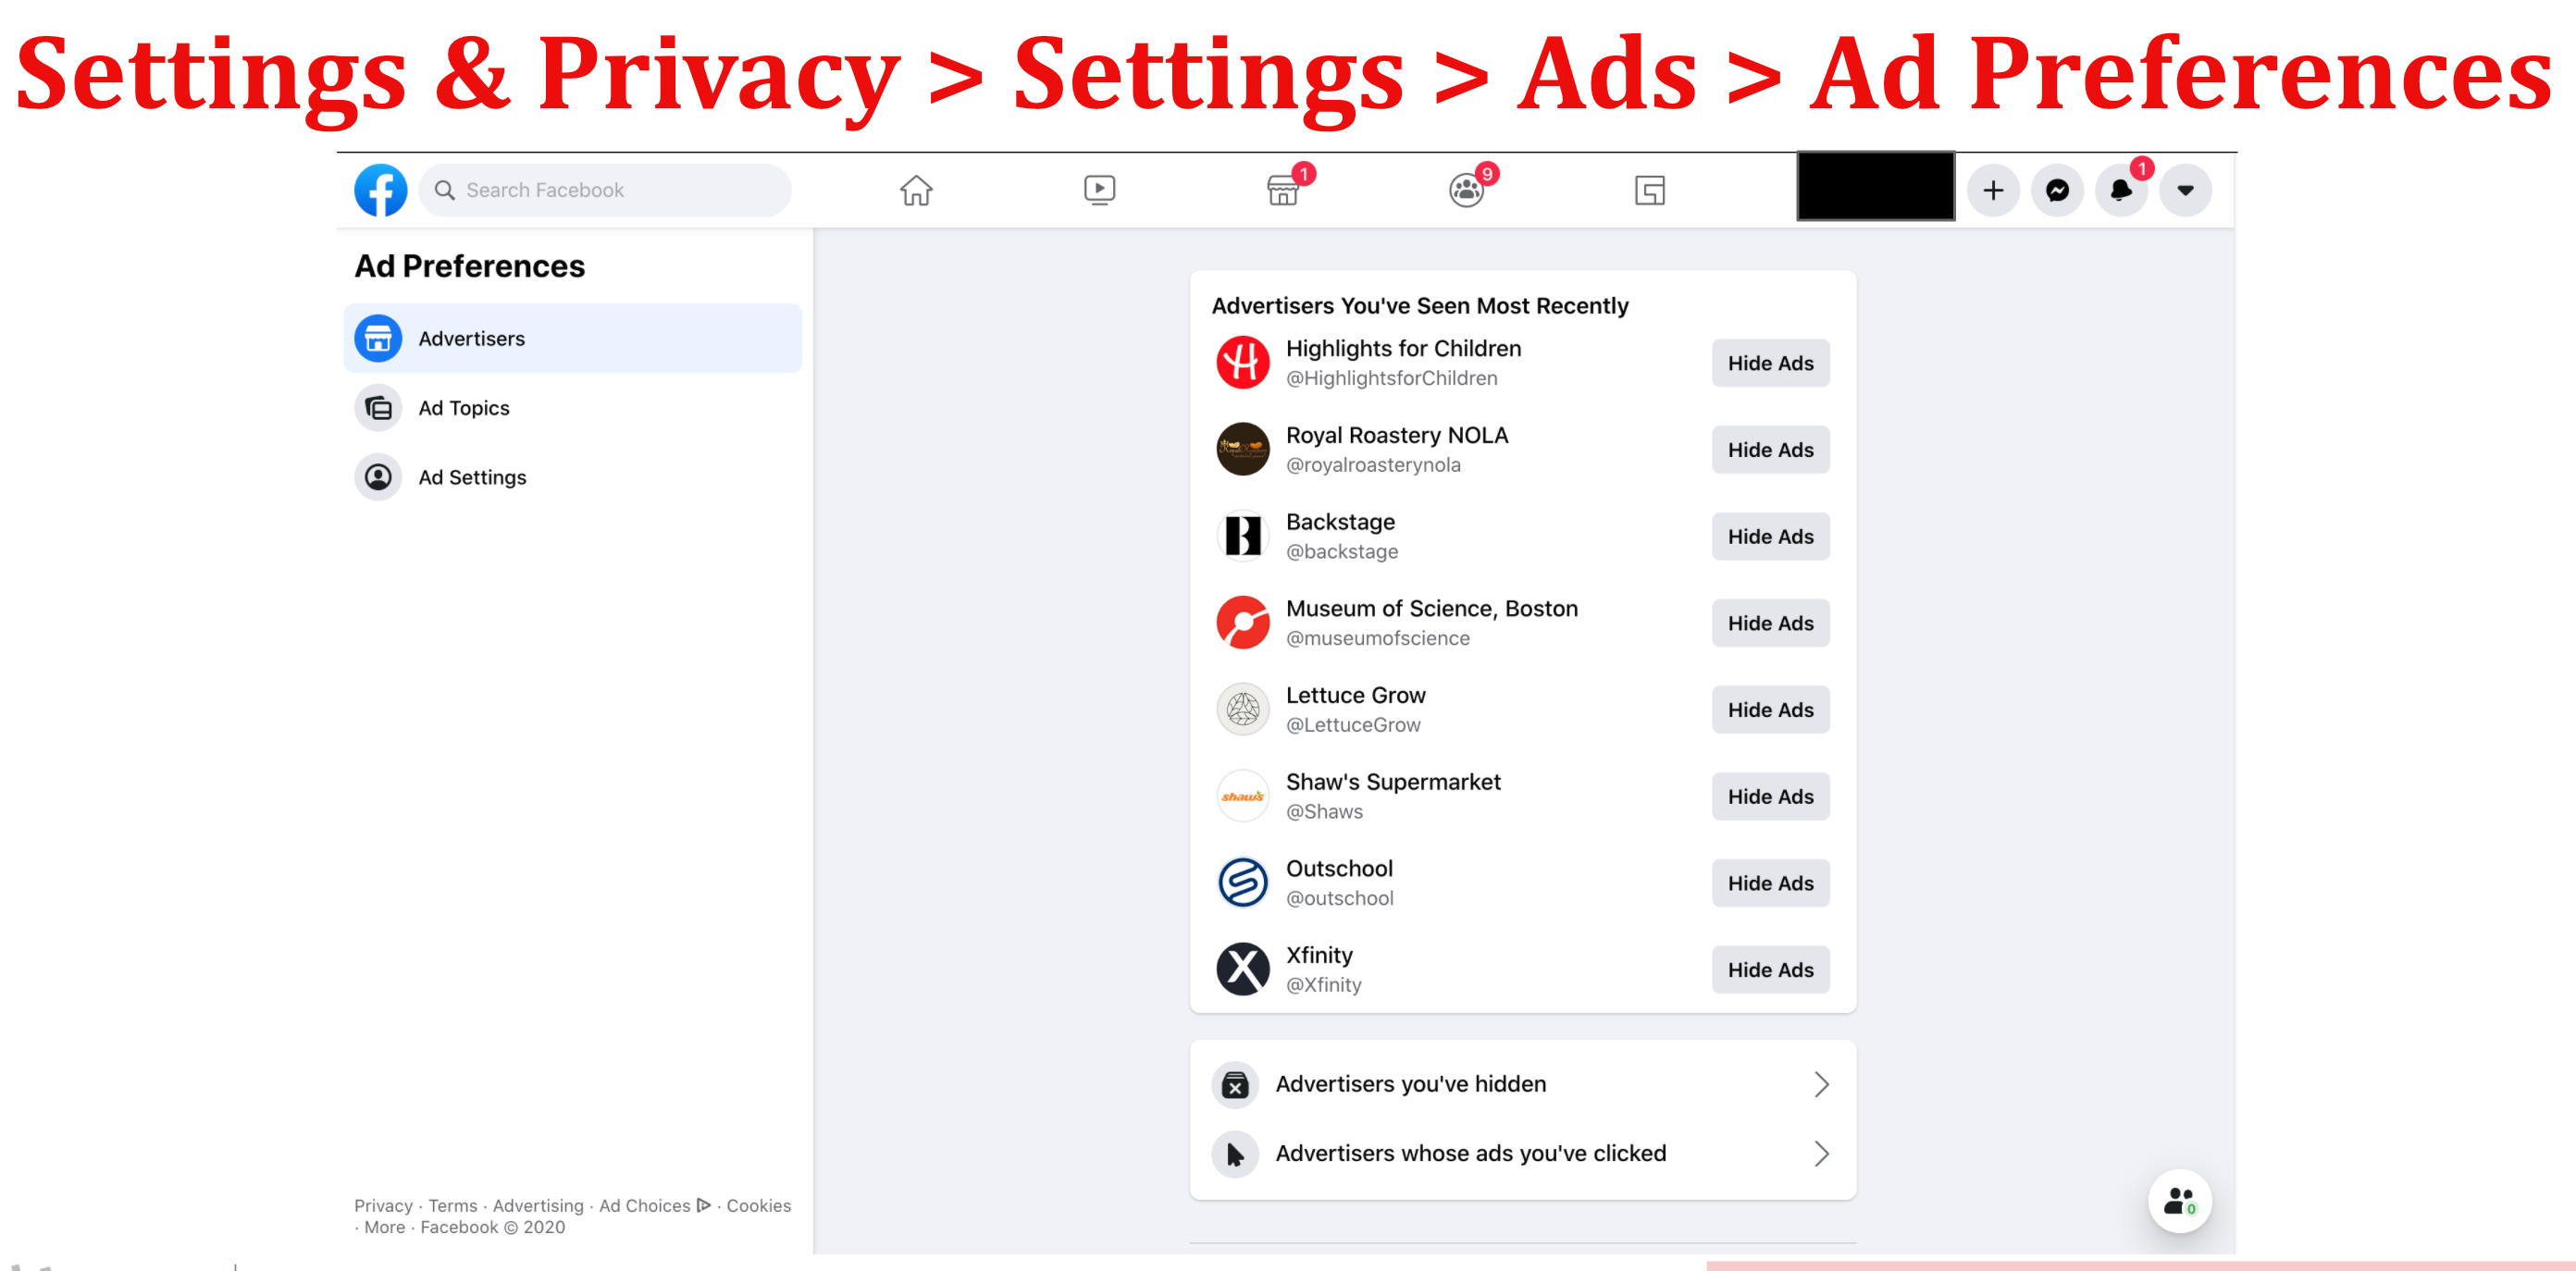 Settings & Privacy > Settings > Ads > Ad Preferences
Search Facebook
1
9
1
Ad Preferences
Advertisers
Ad Topics
Ad Settings
Advertisers You've Seen Most Recently
Highlights for Children
@HighlightsforChildren
Hide Ads
Royal Roastery NOLA
@royalroasterynola
Hide Ads
Backstage
@backstage
Hide Ads
Museum of Science, Boston
@museumofscience
Hide Ads
Lettuce Grow
@LettuceGrow
Hide Ads
shaw's
Shaw's Supermarket
@Shaws
Hide Ads
Outschool
@outschool
Hide Ads
Xfinity
@Xfinity
Hide Ads
Advertisers you've hidden
Advertisers whose ads you've clicked
0
Privacy · Terms · Advertising · Ad Choices · Cookies
· More · Facebook © 2020